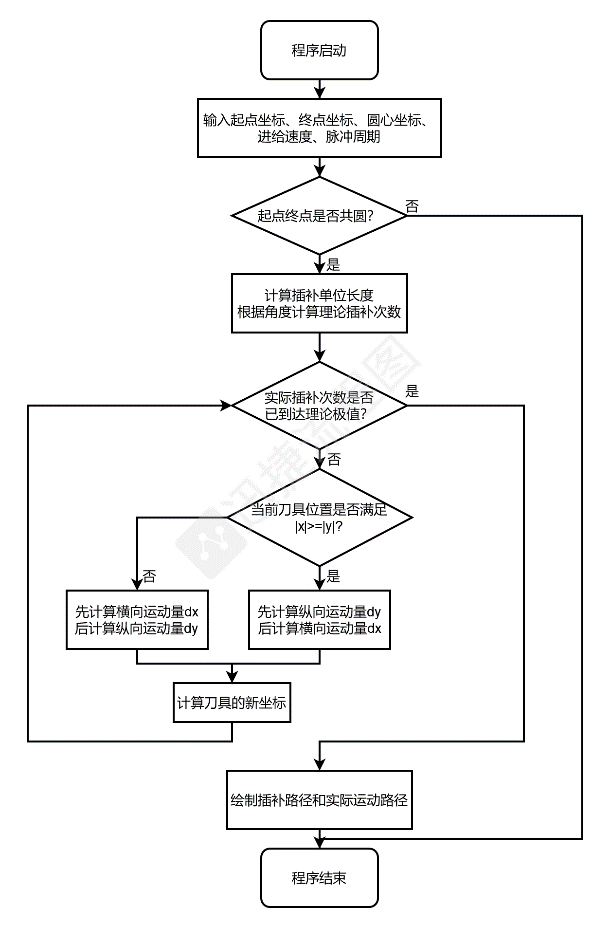 程序启动
输入起点坐标、终点坐标、圆心坐标、
进给速度、脉冲周期
起点终点是否共圆?
否
是
计算插补单位长度
根据角度计算理论插补次数
实际插补次数是否
已到达理论极值?
是
否
当前刀具位置是否满足
|x|>=|y|?
否
是
先计算横向运动量dx
后计算纵向运动量dy
先计算纵向运动量dy
后计算横向运动量dx
计算刀具的新坐标
绘制插补路径和实际运动路径
程序结束
迅捷流图